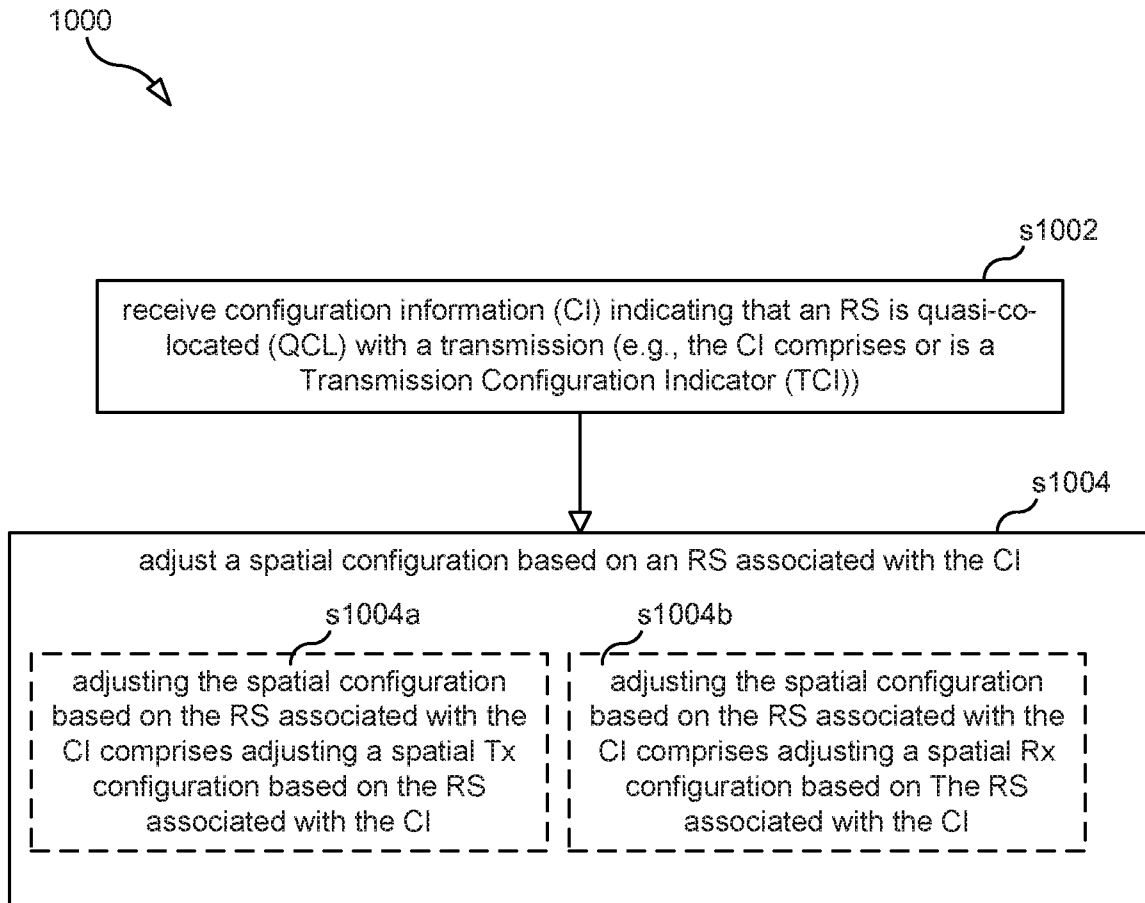 1000
s1002
receive configuration information (CI) indicating that an RS is quasi-co-
located (QCL) with a transmission (e.g., the CI comprises or is a
Transmission Configuration Indicator (TCI))
s1004
adjust a spatial configuration based on an RS associated with the CI
s1004a
adjusting the spatial configuration
based on the RS associated with the
CI comprises adjusting a spatial Tx
configuration based on the RS
associated with the CI
s1004b
adjusting the spatial configuration
based on the RS associated with the
CI comprises adjusting a spatial Rx
configuration based on The RS
associated with the CI